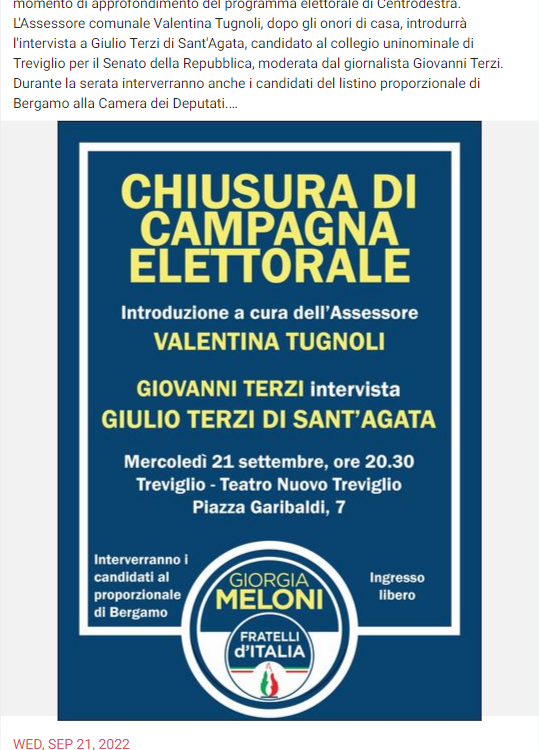 momento di approfondimento del programma elettorale di Centrodestra.
L'Assessore comunale Valentina Tugnoli, dopo gli onori di casa, introdurrà
l'intervista a Giulio Terzi di Sant'Agata, candidato al collegio uninominale di
Treviglio per il Senato della Repubblica, moderata dal giornalista Giovanni Terzi.
Durante la serata interverranno anche i candidati del listino proporzionale di
Bergamo alla Camera dei Deputati....
CHIUSURA DI
CAMPAGNA
ELETTORALE
Introduzione a cura dell'Assessore
VALENTINA TUGNOLI
GIOVANNI TERZI intervista
GIULIO TERZI DI SANT'AGATA
Mercoledì 21 settembre, ore 20.30
Treviglio - Teatro Nuovo Treviglio
Piazza Garibaldi, 7
Interverranno i
candidati al
proporzionale
di Bergamo
GIORGIA
MELONI
FRATELLI
d'ITALIA
Ingresso
libero
WED, SEP 21, 2022